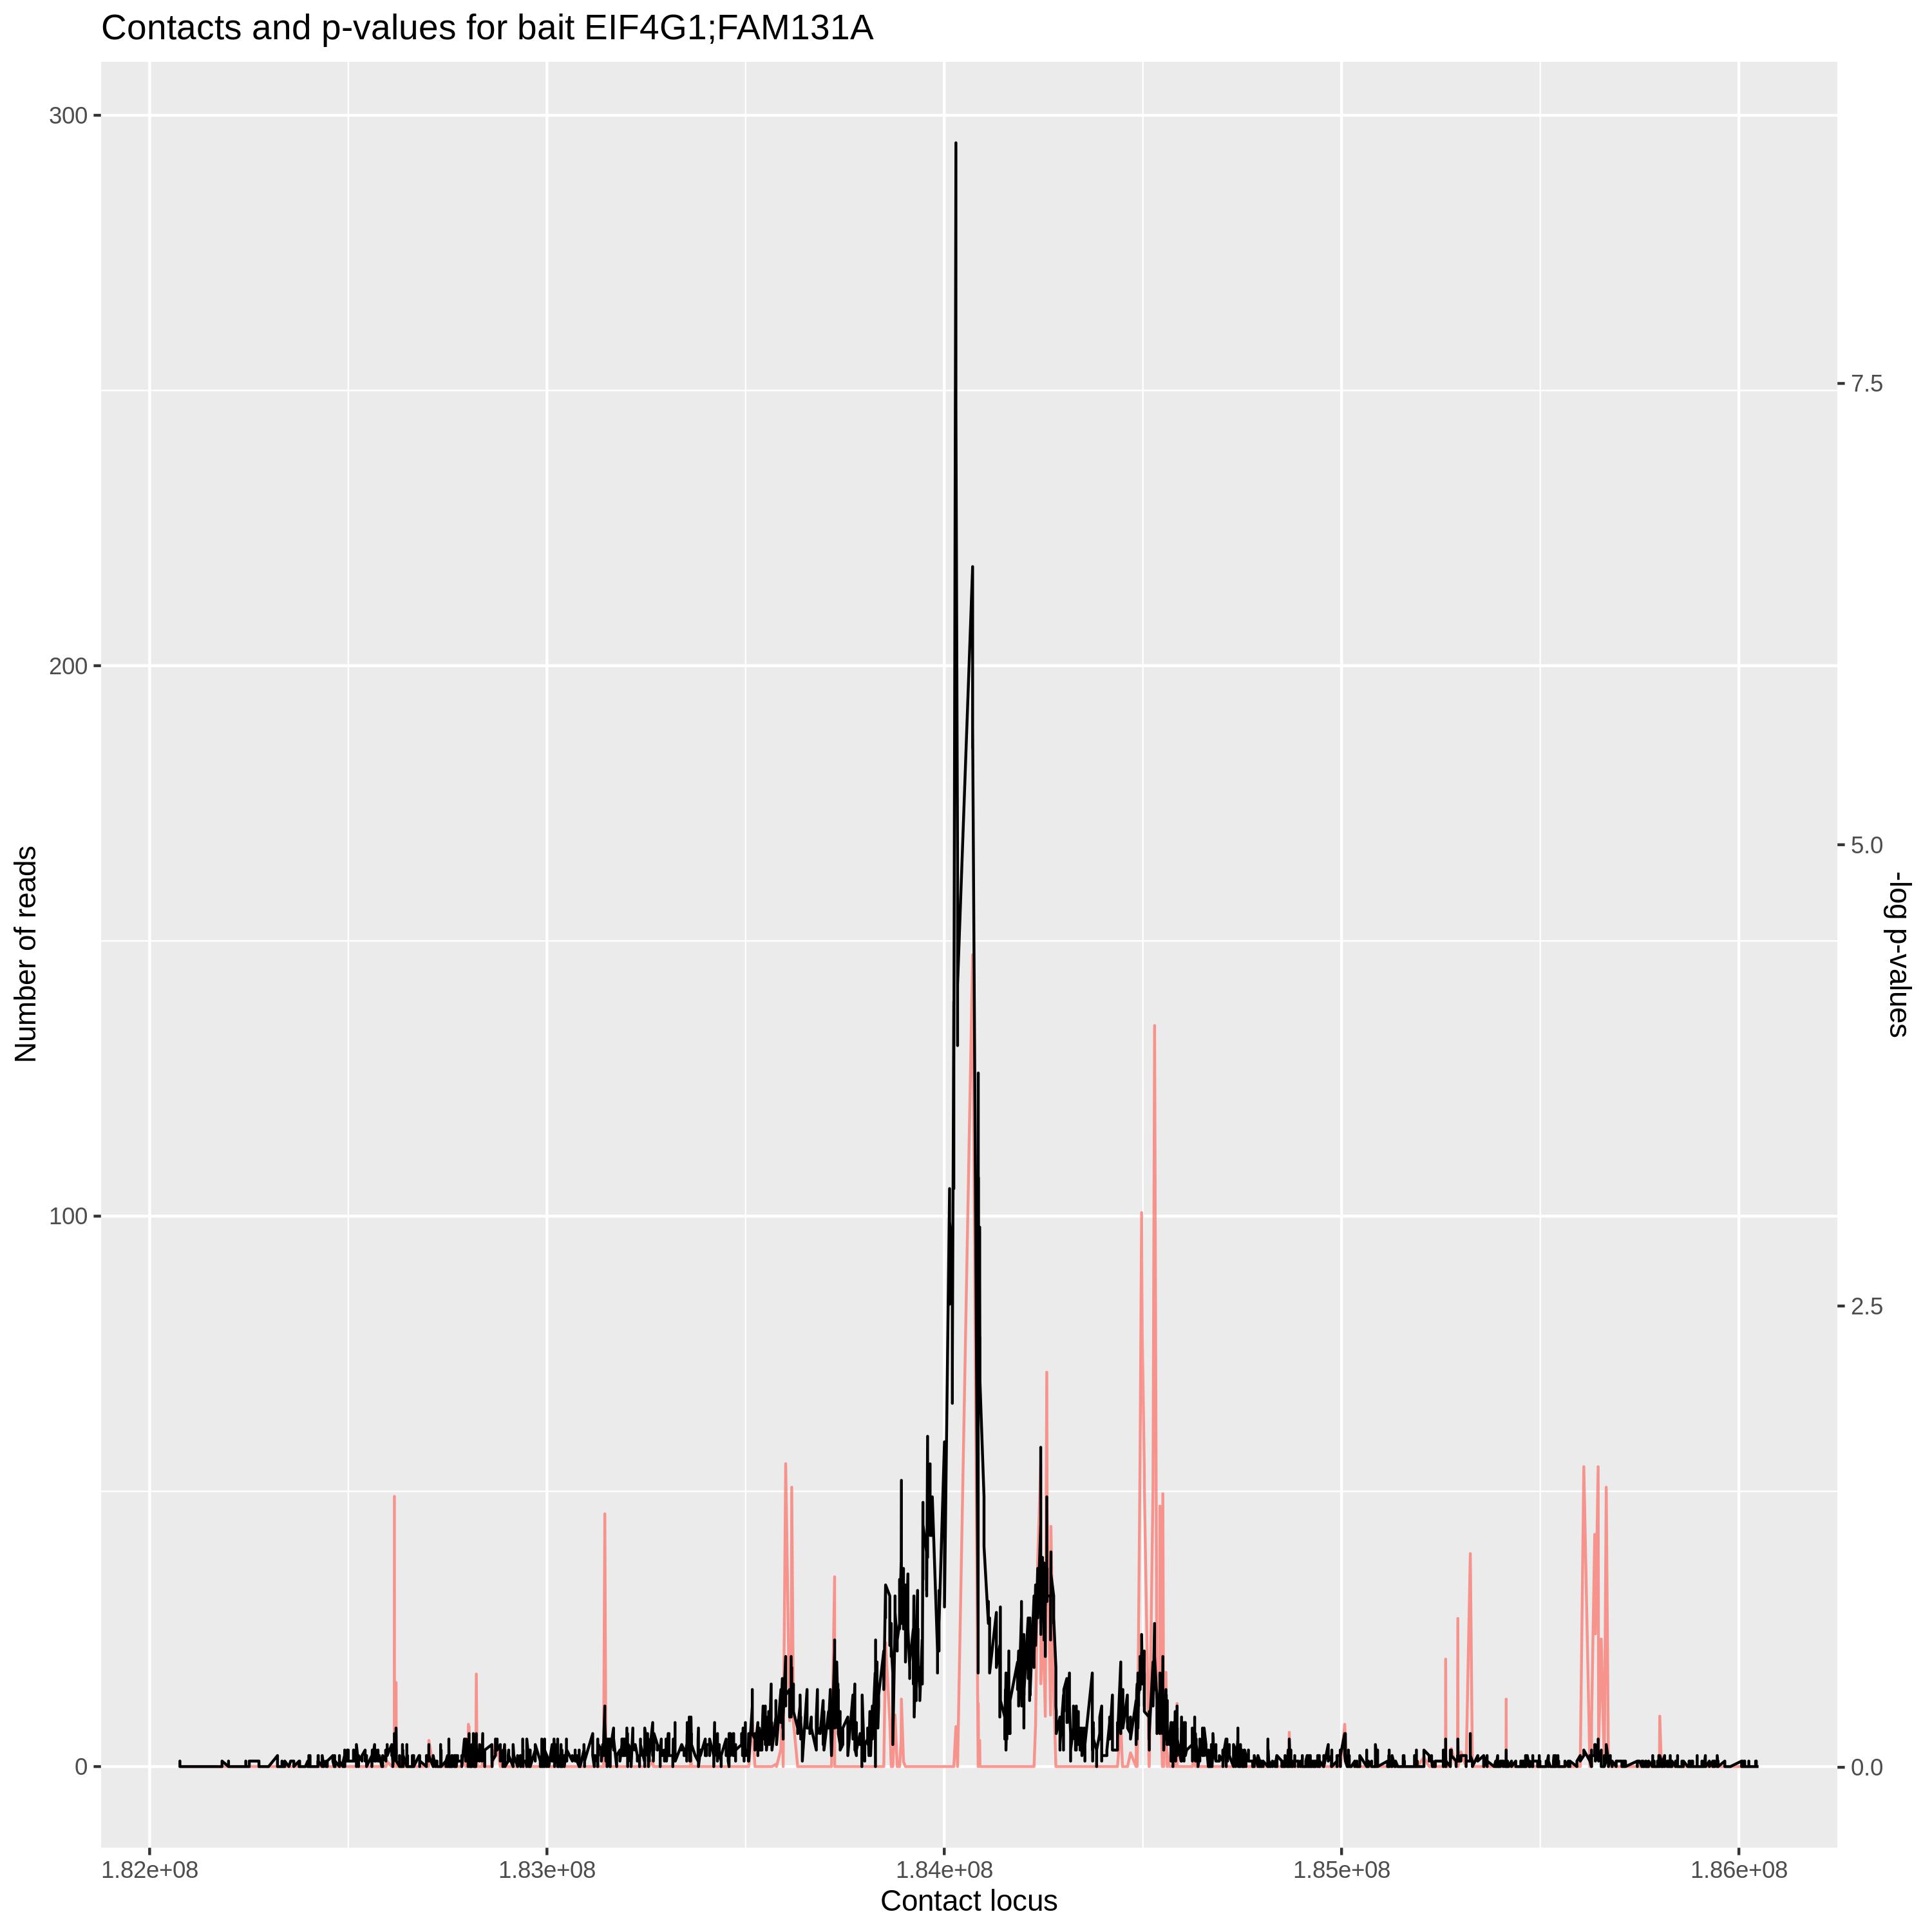 Contacts and p-values for bait EIF4G1;FAM131A
300
200
100
0
Number of reads
7.5
5.0
2.5
0.0
-log p-values
1.82e+08
1.83e+08
1.84e+08
1.85e+08
1.86e+08
Contact locus